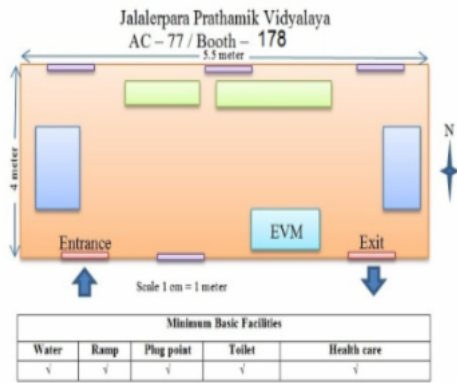 Jalalerpara Prathamik Vidyalaya
AC – 77 / Booth – 178
5.5 meter
4 meter
N
EVM
Entrance
Exit
Scale 1 cm = 1 meter
Minimum Basic Facilities
Water Ramp Plug point Toilet Health care
√ √ √ √ √